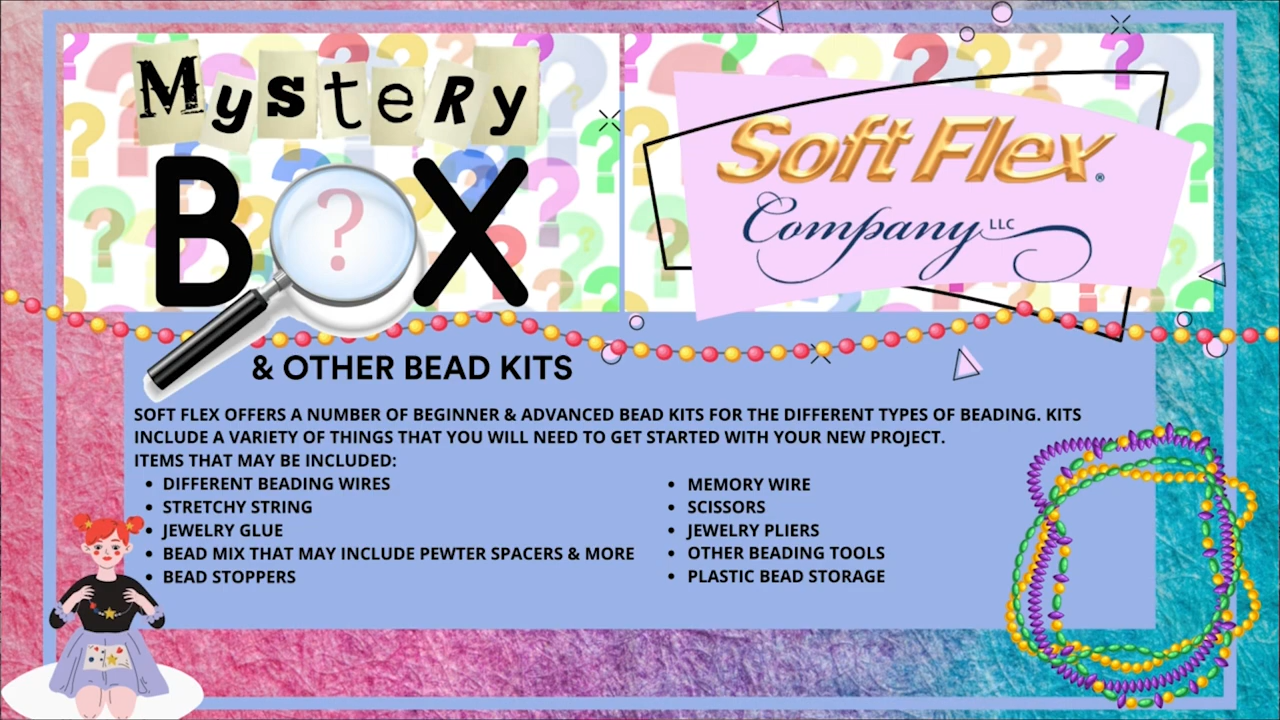 MysteRy
BOX
?
Soft Flex®
Company LLC
& OTHER BEAD KITS
SOFT FLEX OFFERS A NUMBER OF BEGINNER & ADVANCED BEAD KITS FOR THE DIFFERENT TYPES OF BEADING. KITS
INCLUDE A VARIETY OF THINGS THAT YOU WILL NEED TO GET STARTED WITH YOUR NEW PROJECT.
ITEMS THAT MAY BE INCLUDED:
• DIFFERENT BEADING WIRES
• STRETCHY STRING
• JEWELRY GLUE
• BEAD MIX THAT MAY INCLUDE PEWTER SPACERS & MORE
• BEAD STOPPERS
• MEMORY WIRE
• SCISSORS
• JEWELRY PLIERS
• OTHER BEADING TOOLS
• PLASTIC BEAD STORAGE